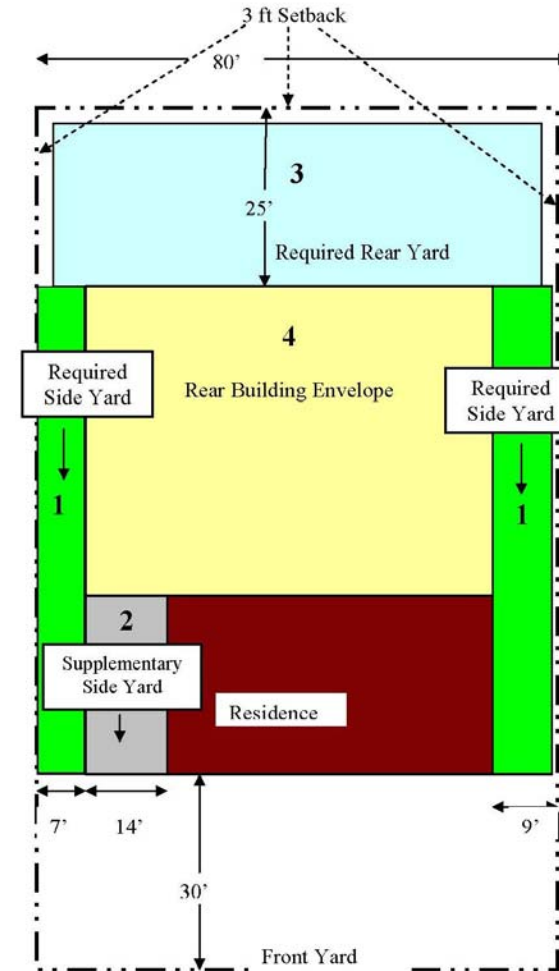 3 ft Setback
80’
3
25’
Required Rear Yard
4
Required
Side Yard
Rear Building Envelope
Required
Side Yard
1
1
2
Supplementary
Side Yard
Residence
7’
14’
9’
30’
Front Yard